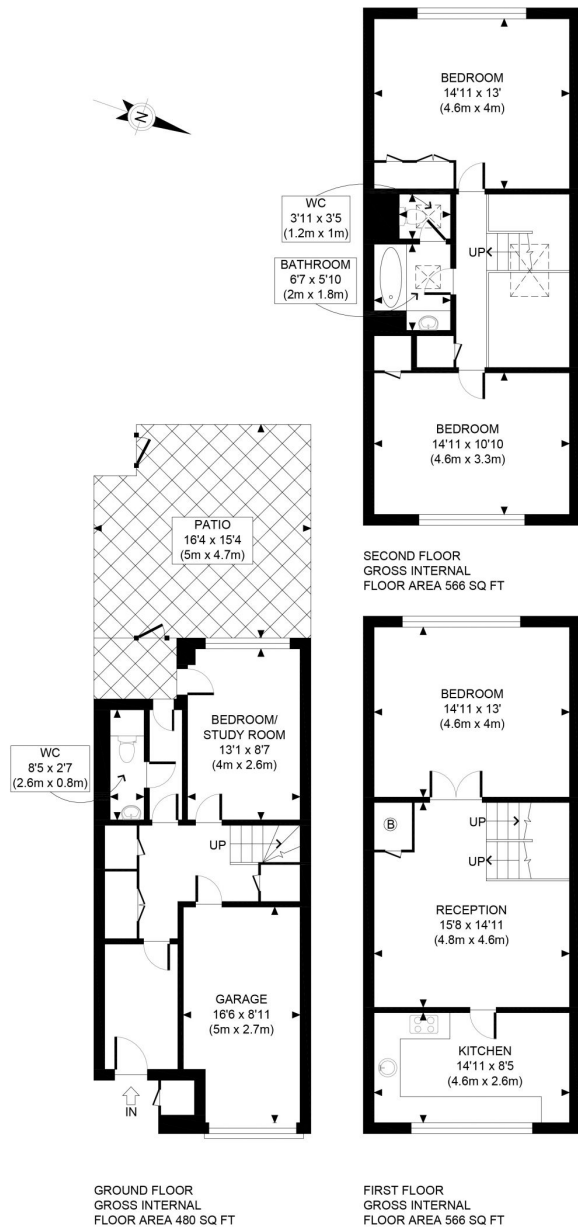 N
BEDROOM
14'11 x 13'
(4.6m x 4m)
WC
3'11 x 3'5
(1.2m x 1m)
UP
BATHROOM
6'7 x 5'10
(2m x 1.8m)
BEDROOM
14'11 x 10'10
(4.6m x 3.3m)
SECOND FLOOR
GROSS INTERNAL
FLOOR AREA 566 SQ FT
PATIO
16'4 x 15'4
(5m x 4.7m)
BEDROOM/
STUDY ROOM
13'1 x 8'7
(4m x 2.6m)
WC
8'5 x 2'7
(2.6m x 0.8m)
UP
GARAGE
16'6 x 8'11
(5m x 2.7m)
IN
GROUND FLOOR
GROSS INTERNAL
FLOOR AREA 480 SQ FT
BEDROOM
14'11 x 13'
(4.6m x 4m)
B
UP
UP
RECEPTION
15'8 x 14'11
(4.8m x 4.6m)
KITCHEN
14'11 x 8'5
(4.6m x 2.6m)
FIRST FLOOR
GROSS INTERNAL
FLOOR AREA 566 SQ FT